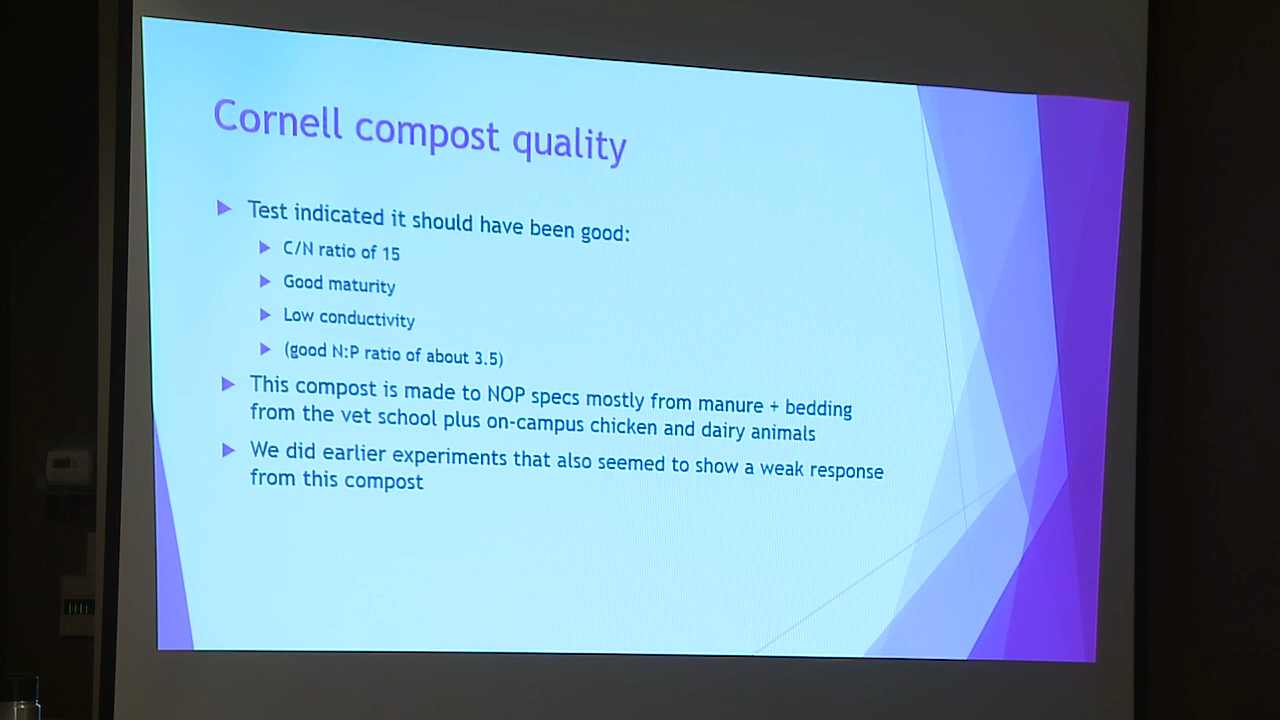 Cornell compost quality
Test indicated it should have been good:
C/N ratio of 15
Good maturity
Low conductivity
(good N:P ratio of about 3.5)
This compost is made to NOP specs mostly from manure + bedding
from the vet school plus on-campus chicken and dairy animals
We did earlier experiments that also seemed to show a weak response
from this compost